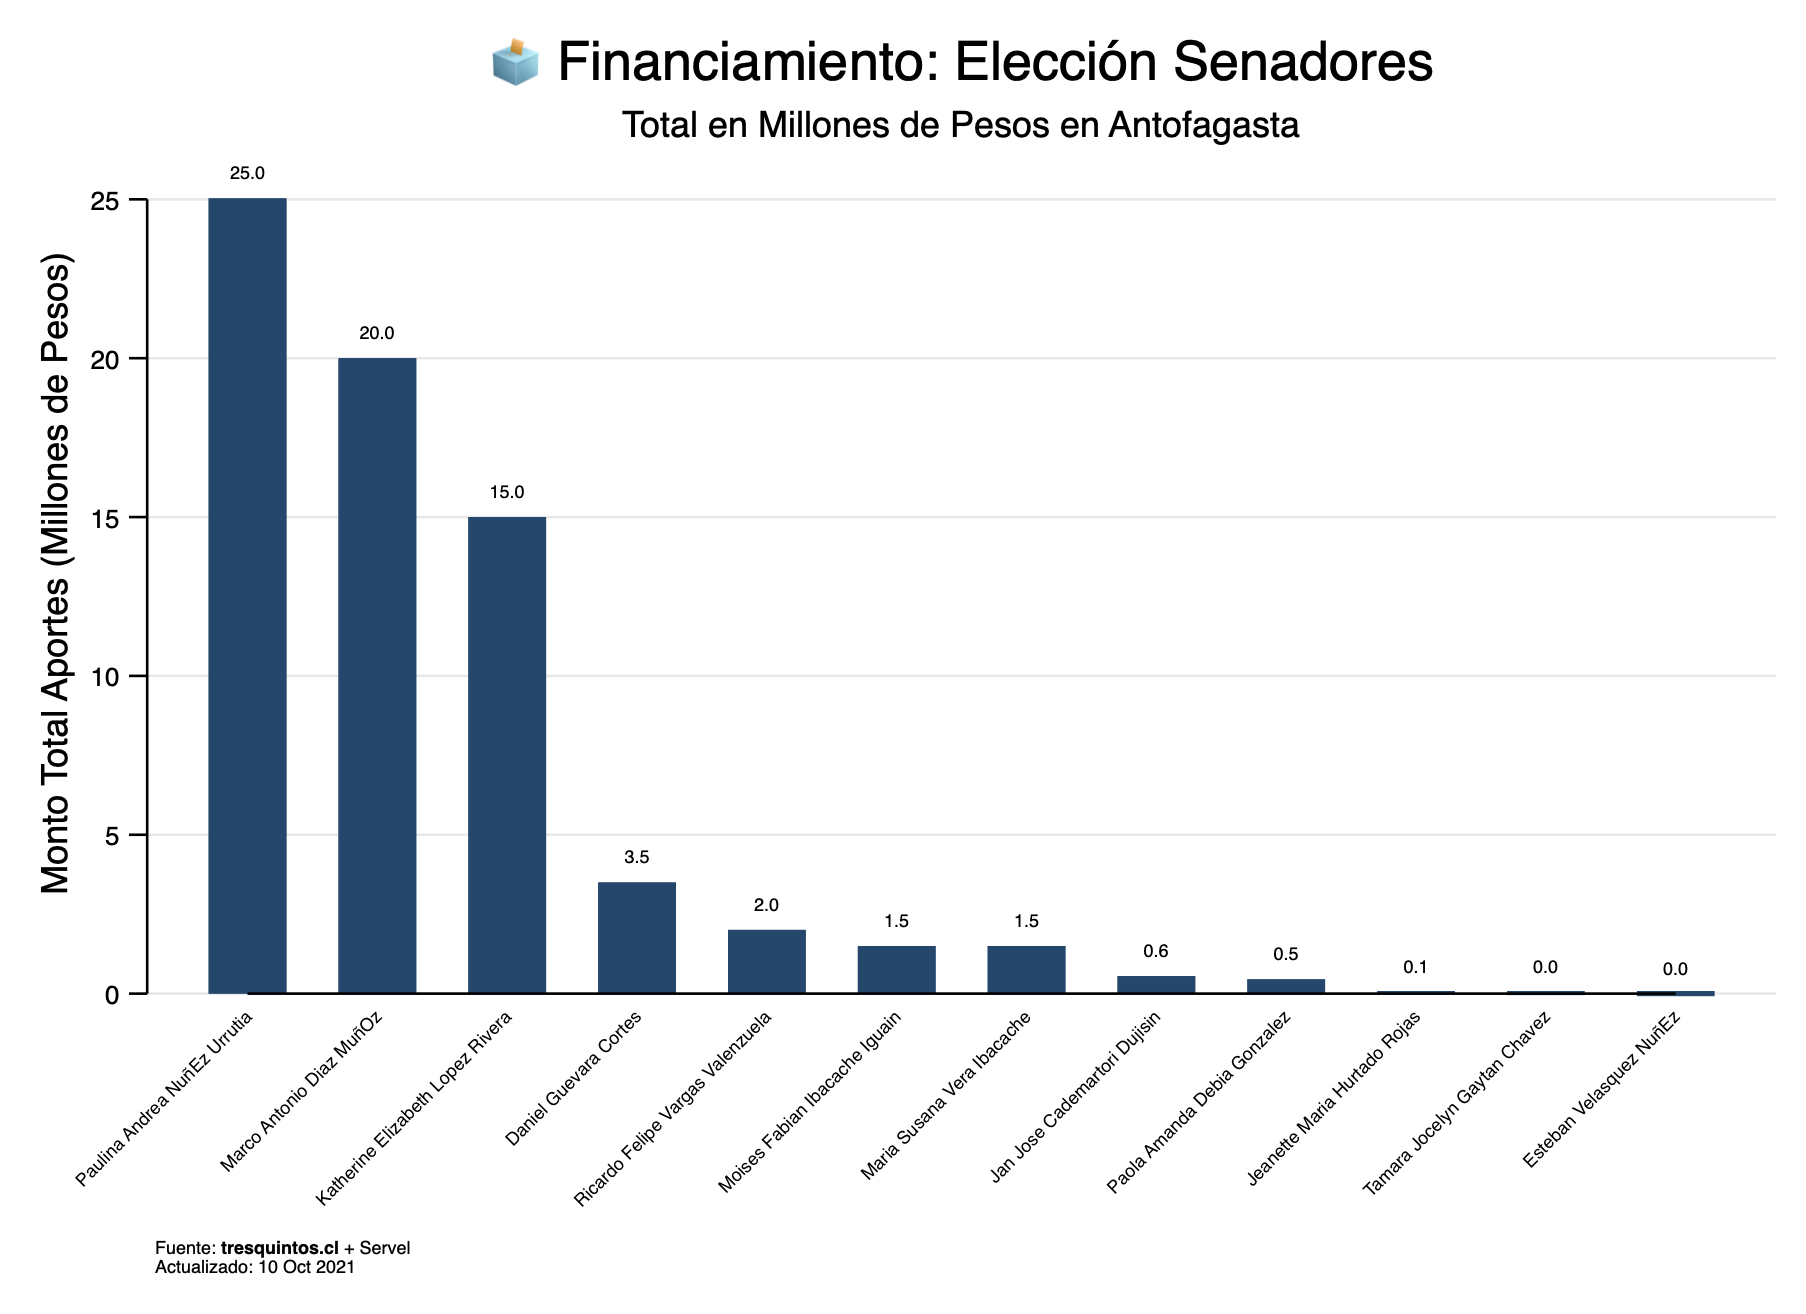 Financiamiento: Elección Senadores
Total en Millones de Pesos en Antofagasta
Monto Total Aportes (Millones de Pesos)
25
20
15
10
5
0
25.0
20.0
15.0
3.5
2.0
1.5
1.5
0.6
0.5
0.1
0.0
0.0
Paulina Andrea NuñEz Urrutia
Marco Antonio Diaz MuñOz
Katherine Elizabeth Lopez Rivera
Daniel Guevara Cortes
Ricardo Felipe Vargas Valenzuela
Moises Fabian Ibacache Iguain
Maria Susana Vera Ibacache
Jan Jose Cademartori Dujisin
Paola Amanda Debia Gonzalez
Jeanette Maria Hurtado Rojas
Tamara Jocelyn Gaytan Chavez
Esteban Velasquez NuñEz
Fuente: tresquintos.cl + Servel
Actualizado: 10 Oct 2021